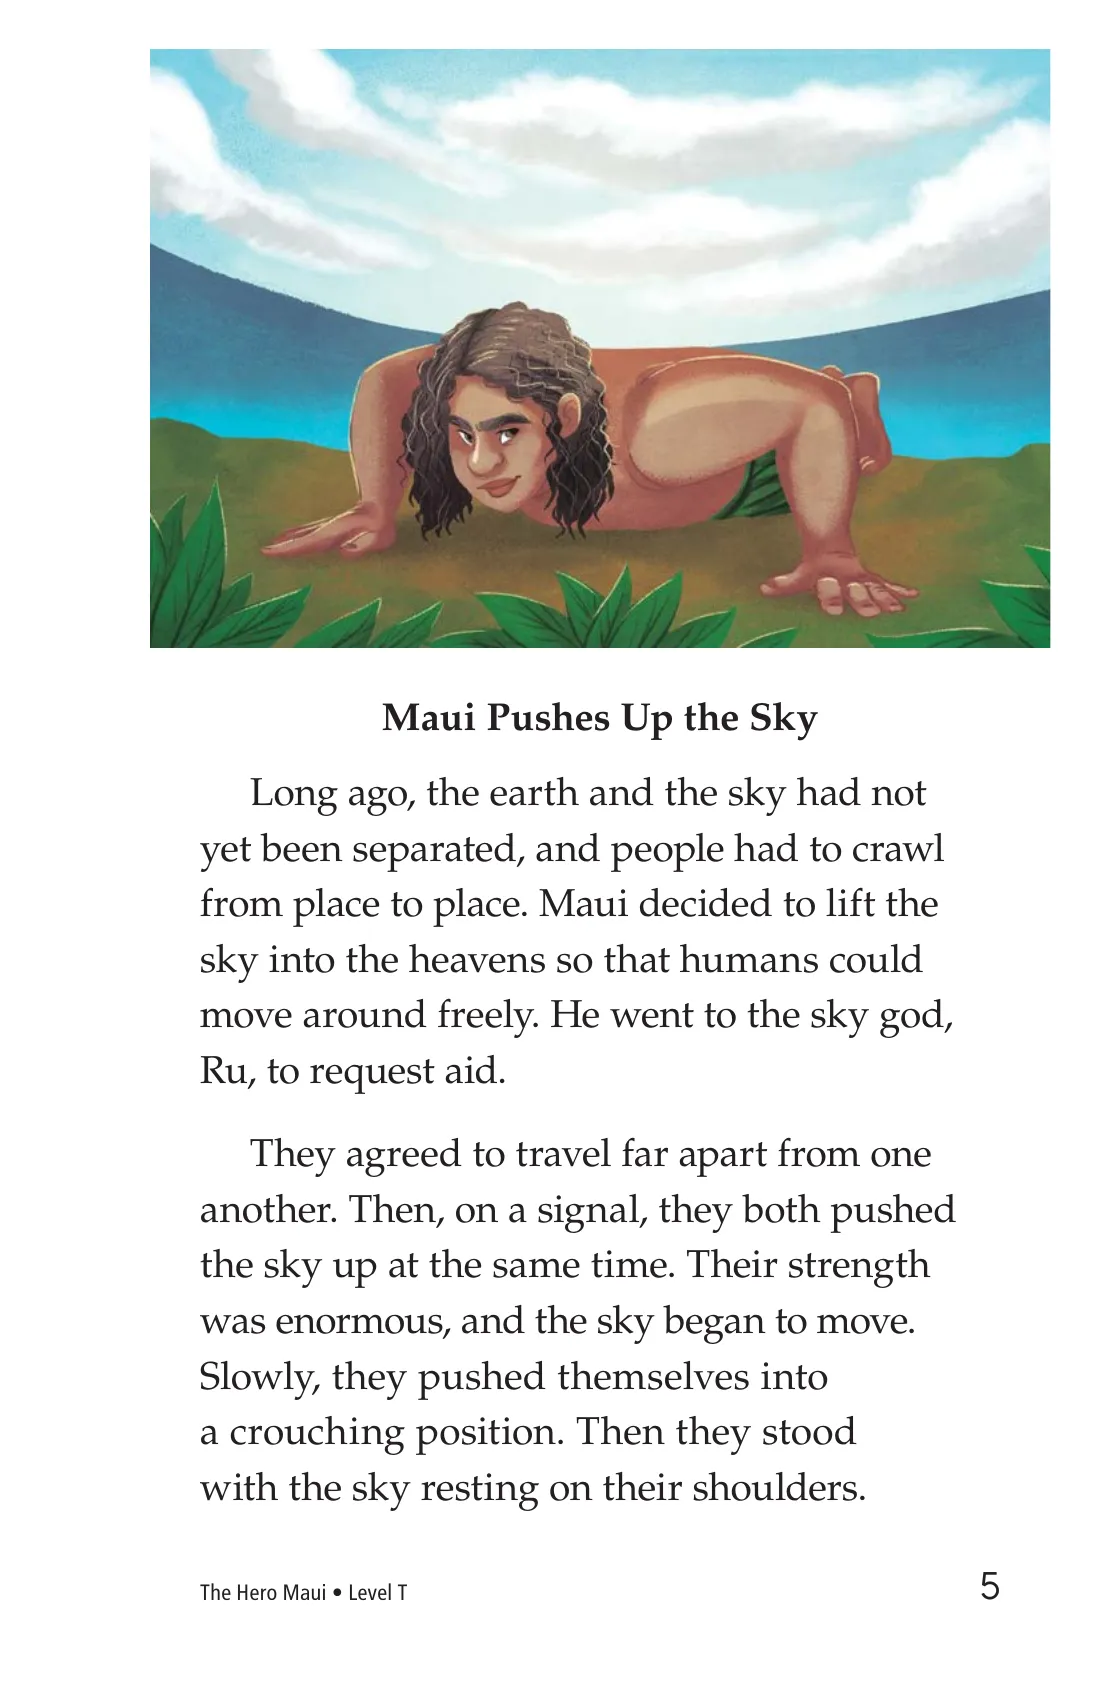 Maui Pushes Up the Sky
Long ago, the earth and the sky had not
yet been separated, and people had to crawl
from place to place. Maui decided to lift the
sky into the heavens so that humans could
move around freely. He went to the sky god,
Ru, to request aid.
They agreed to travel far apart from one
another. Then, on a signal, they both pushed
the sky up at the same time. Their strength
was enormous, and the sky began to move.
Slowly, they pushed themselves into
a crouching position. Then they stood
with the sky resting on their shoulders.
The Hero Maui • Level T
5